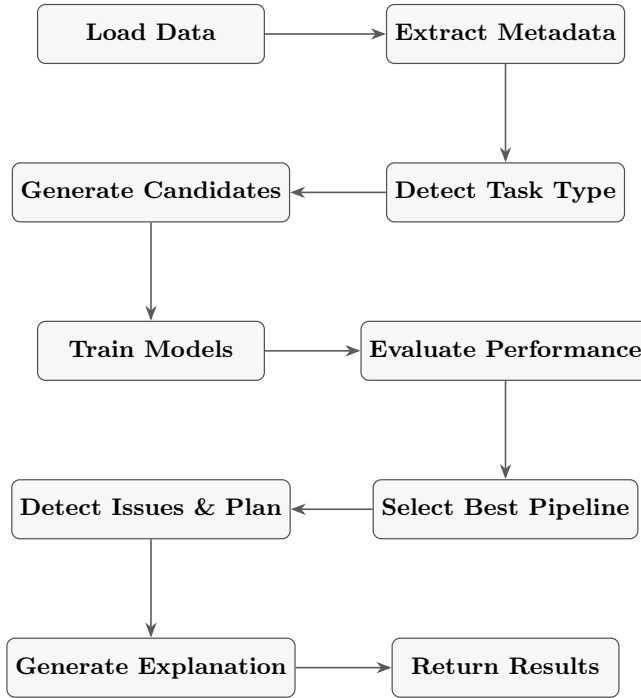 Load Data
Extract Metadata
Generate Candidates
Detect Task Type
Train Models
Evaluate Performance
Detect Issues & Plan
Select Best Pipeline
Generate Explanation
Return Results